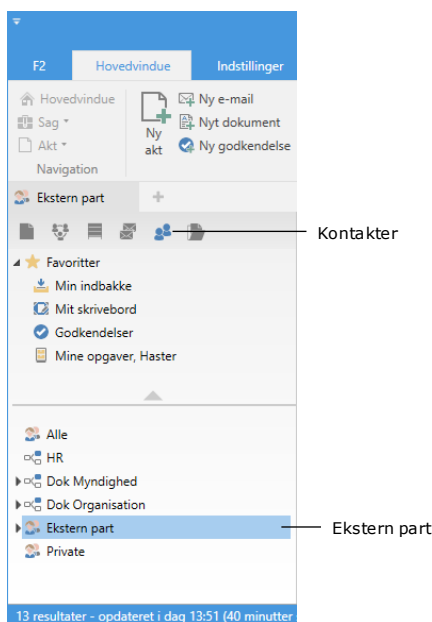 F2 Hovedvindue Indstillinger
Hovedvindue
Sag
Akt
Navigation
Ny
akt
Ny e-mail
Nyt dokument
Ny godkendelse
Ekstern part +
Kontakter
Favoritter
Min indbakke
Mit skrivebord
Godkendelser
Mine opgaver, Haster
Alle
HR
Dok Myndighed
Dok Organisation
Ekstern part
Ekstern part
Private
13 resultater - opdateret i dag 13:51 (40 minutter